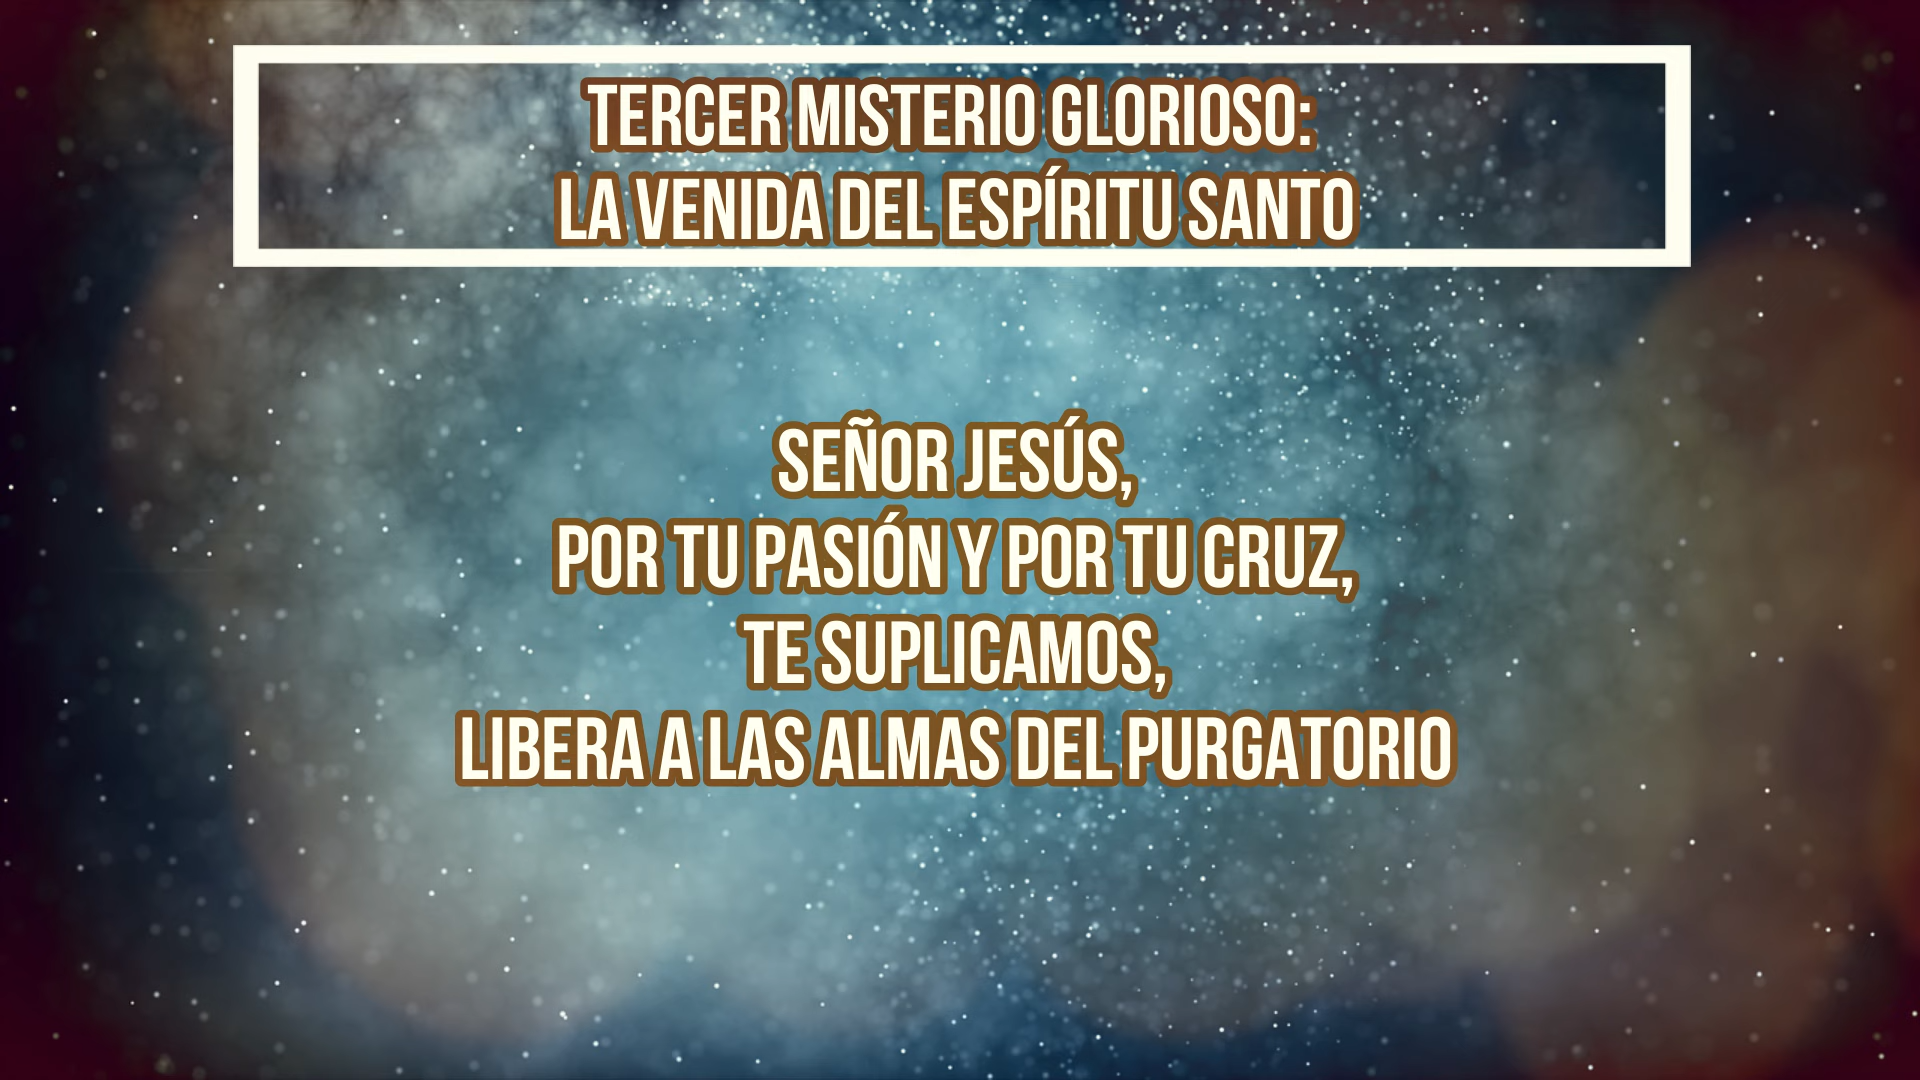 TERCER MISTERIO GLORIOSO:
LA VENIDA DEL ESPÍRITU SANTO
SEÑOR JESÚS,
POR TU PASIÓN Y POR TU CRUZ,
TE SUPLICAMOS,
LIBERA A LAS ALMAS DEL PURGATORIO